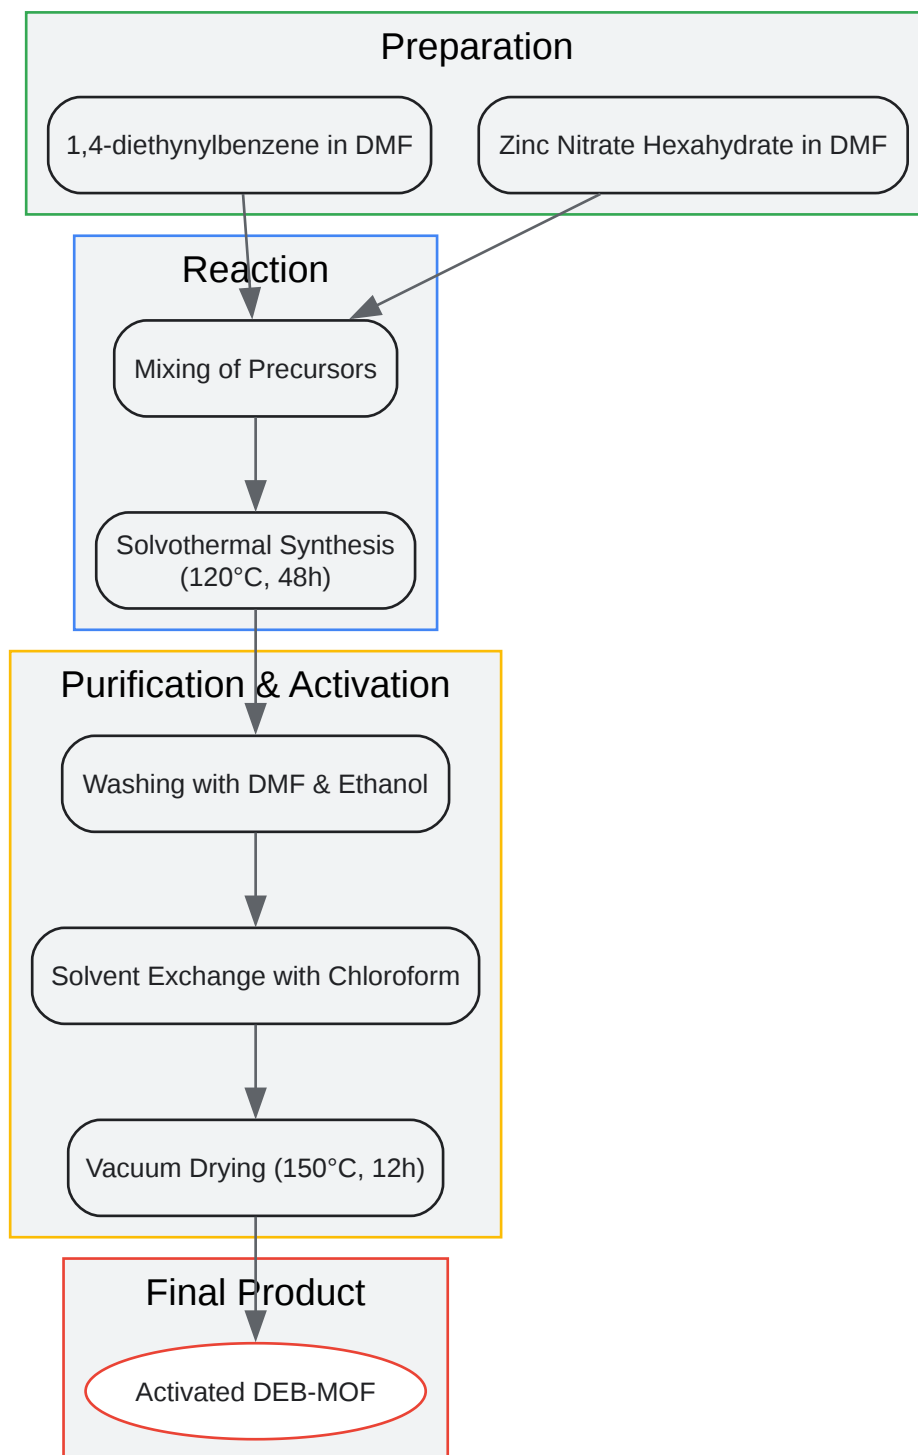 Preparation
1,4-diethynylbenzene in DMF
Zinc Nitrate Hexahydrate in DMF
Reaction
Mixing of Precursors
Solvothermal Synthesis
(120°C, 48h)
Purification & Activation
Washing with DMF & Ethanol
Solvent Exchange with Chloroform
Vacuum Drying (150°C, 12h)
Final Product
Activated DEB-MOF